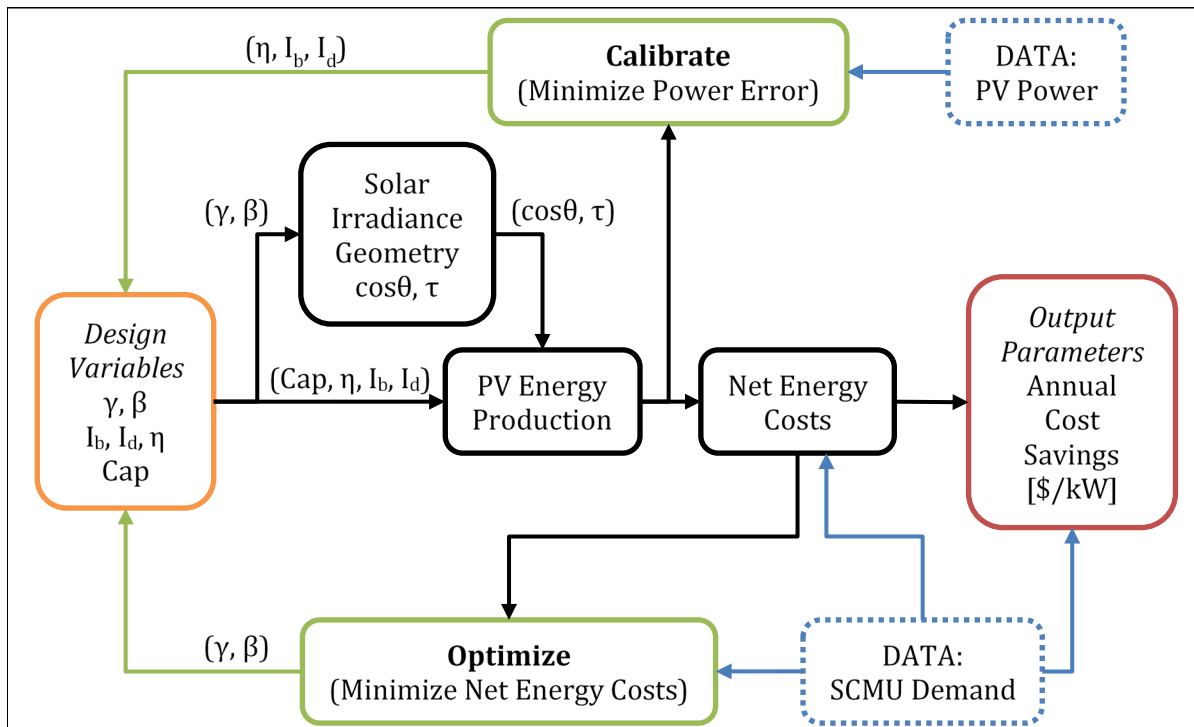 (η, I_b, I_d)
Calibrate
(Minimize Power Error)
DATA:
PV Power
(γ, β)
Solar
Irradiance
Geometry
cosθ, τ
(cosθ, τ)
Design
Variables
γ, β
I_b, I_d, η
Cap
(Cap, η, I_b, I_d)
PV Energy
Production
Net Energy
Costs
Output
Parameters
Annual
Cost
Savings
[$/kW]
(γ, β)
Optimize
(Minimize Net Energy Costs)
DATA:
SCMU Demand